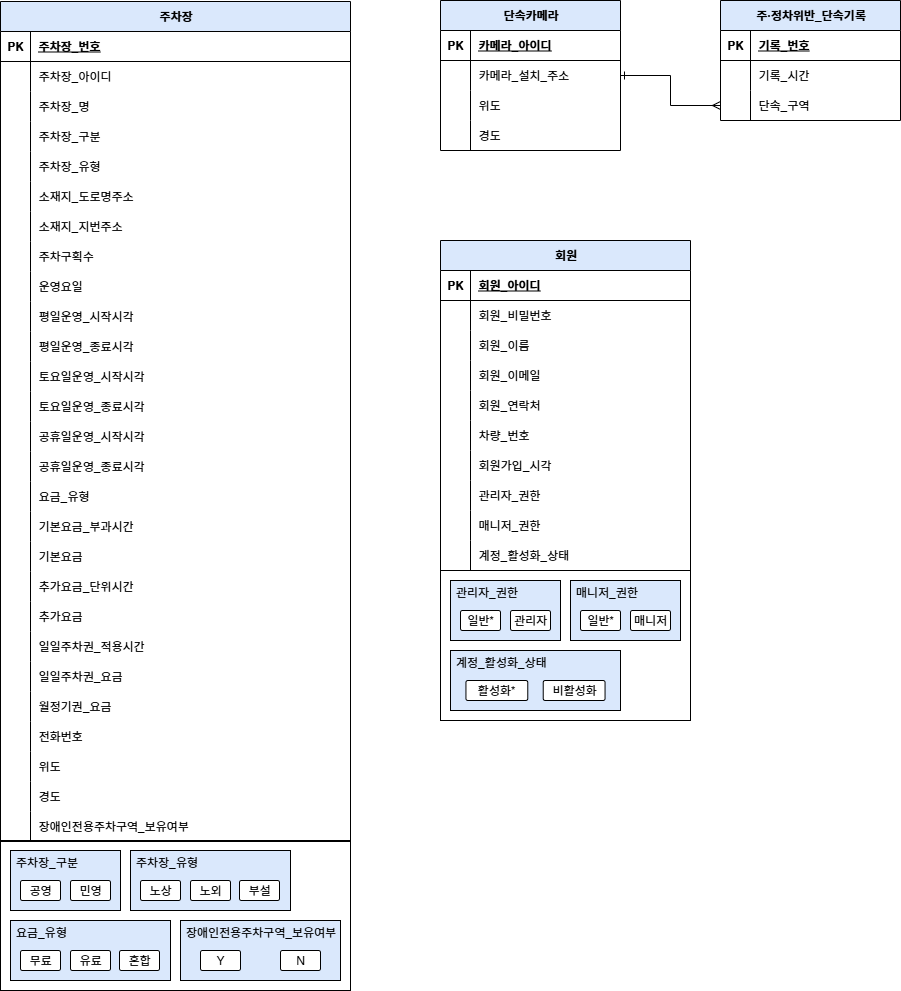 주차장
PK 주차장_번호
주차장_아이디
주차장_명
주차장_구분
주차장_유형
소재지_도로명주소
소재지_지번주소
주차구획수
운영요일
평일운영_시작시각
평일운영_종료시각
토요일운영_시작시각
토요일운영_종료시각
공휴일운영_시작시각
공휴일운영_종료시각
요금_유형
기본요금_부과시간
기본요금
추가요금_단위시간
추가요금
일일주차권_적용시간
일일주차권_요금
월정기권_요금
전화번호
위도
경도
장애인전용주차구역_보유여부
주차장_구분
공영 민영
주차장_유형
노상 노외 부설
요금_유형
무료 유료 혼합
장애인전용주차구역_보유여부
Y N
단속카메라
PK 카메라_아이디
카메라_설치_주소
위도
경도
주·정차위반_단속기록
PK 기록_번호
기록_시간
단속_구역
회원
PK 회원_아이디
회원_비밀번호
회원_이름
회원_이메일
회원_연락처
차량_번호
회원가입_시각
관리자_권한
매니저_권한
계정_활성화_상태
관리자_권한
일반* 관리자
매니저_권한
일반* 매니저
계정_활성화_상태
활성화* 비활성화